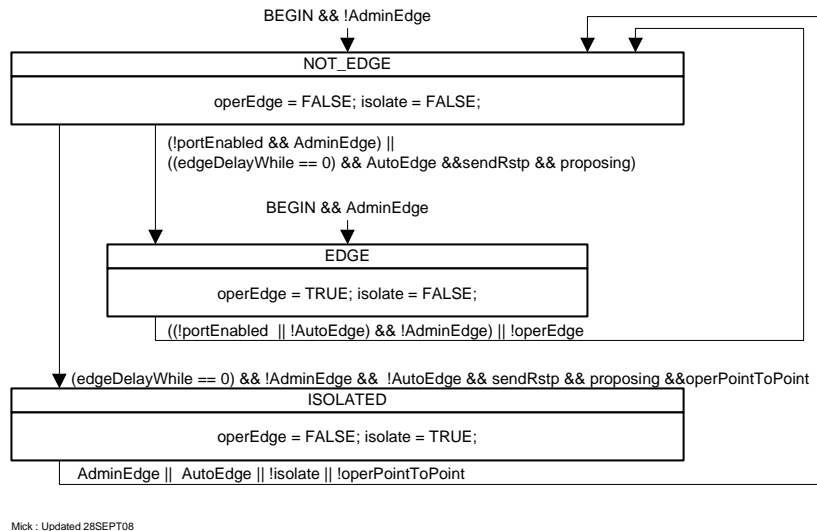 BEGIN && !AdminEdge
NOT_EDGE
operEdge = FALSE; isolate = FALSE;
(!portEnabled && AdminEdge) ||
((edgeDelayWhile == 0) && AutoEdge &&sendRstp && proposing)
BEGIN && AdminEdge
EDGE
operEdge = TRUE; isolate = FALSE;
((!portEnabled || !AutoEdge) && !AdminEdge) || !operEdge
(edgeDelayWhile == 0) && !AdminEdge && !AutoEdge && sendRstp && proposing &&operPointToPoint
ISOLATED
operEdge = FALSE; isolate = TRUE;
AdminEdge || AutoEdge || !isolate || !operPointToPoint
Mick : Updated 28SEPT08